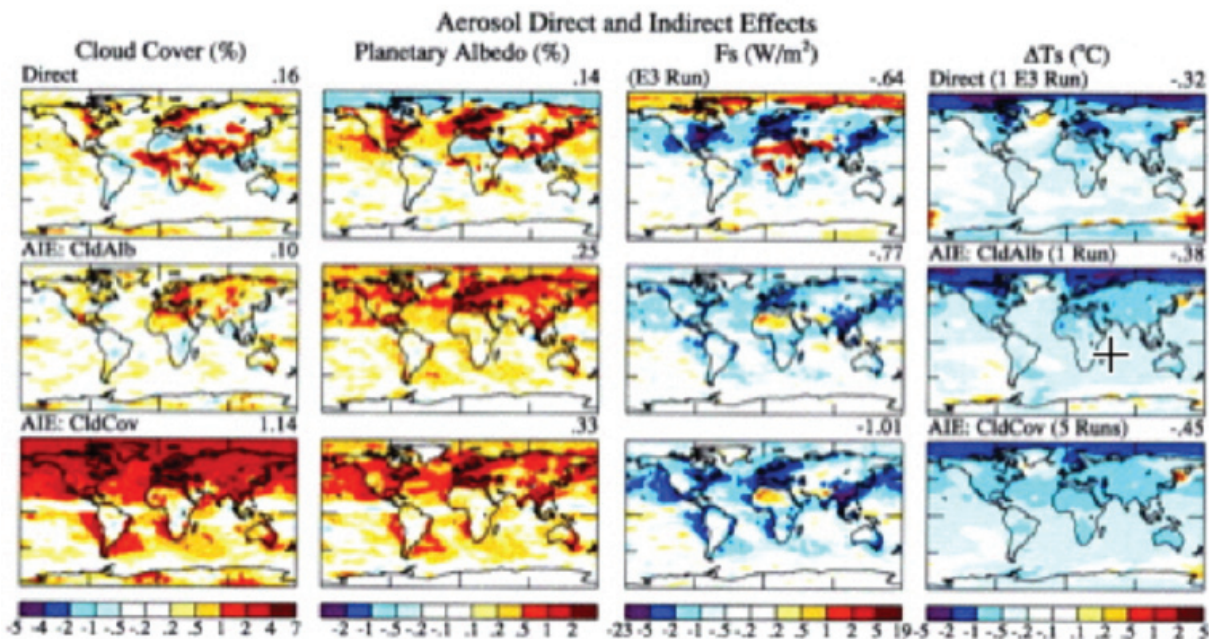 Aerosol Direct and Indirect Effects
Cloud Cover (%) Planetary Albedo (%) Fs (W/m²) ΔTs (°C)
Direct .16 .14 (E3 Run) -.64 Direct (1 E3 Run) -.32
AIE: CldAlb .10 .25 -.77 AIE: CldAlb (1 Run) -.38
AIE: CldCov 1.14 .33 -1.01 AIE: CldCov (5 Runs) -.45
-5 -4 -2 -1 -.5 -.2 .2 .5 1 2 4 7 -2 -1 -.5 -.2 -.1 .1 .2 .5 1 2 -23 -5 -2 -1 -.5 -.2 .2 .5 1 2 5 19 -5 -2 -1 -.5 -.2 .2 .5 1 2 5